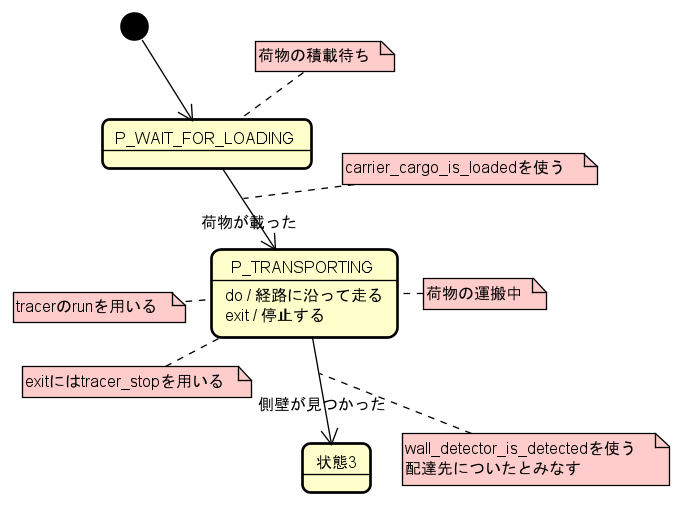 荷物の積載待ち
P_WAIT_FOR_LOADING
carrier_cargo_is_loadedを使う
荷物が載った
P_TRANSPORTING
do / 経路に沿って走る
exit / 停止する
tracerのrunを用いる
荷物の運搬中
exitにはtracer_stopを用いる
側壁が見つかった
wall_detector_is_detectedを使う
配達先についたとみなす
状態3